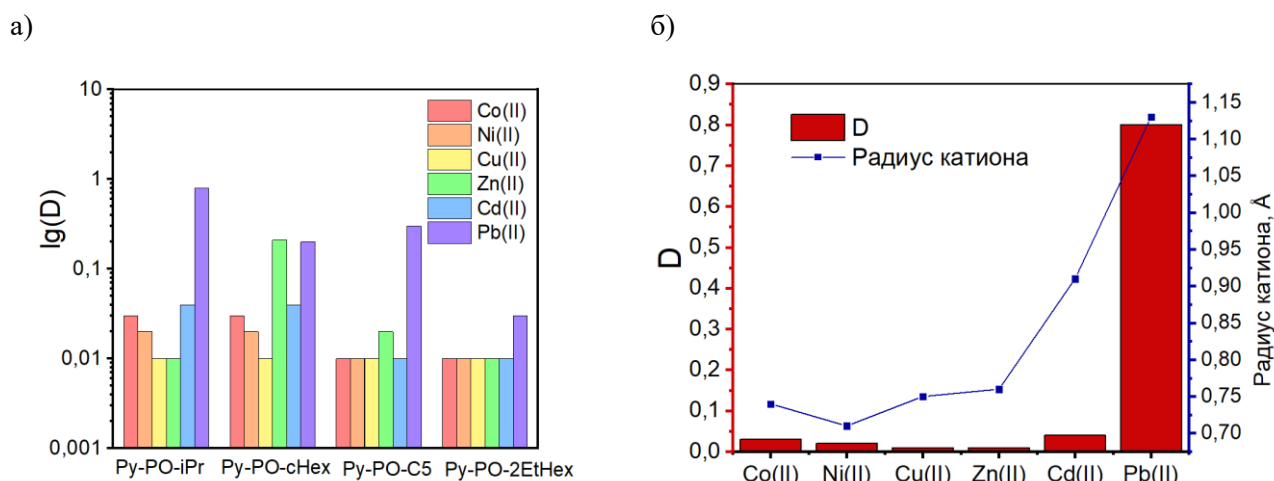 а)
б)
10
1
0,1
0,01
0,001
lg(D)
Co(II)
Ni(II)
Cu(II)
Zn(II)
Cd(II)
Pb(II)
Py-PO-iPr
Py-PO-cHex
Py-PO-C5
Py-PO-2EtHex
0,9
0,8
0,7
0,6
0,5
0,4
0,3
0,2
0,1
0,0
D
D
Радиус катиона
1,15
1,10
1,05
1,00
0,95
0,90
0,85
0,80
0,75
0,70
Радиус катиона, Å
Co(II)
Ni(II)
Cu(II)
Zn(II)
Cd(II)
Pb(II)